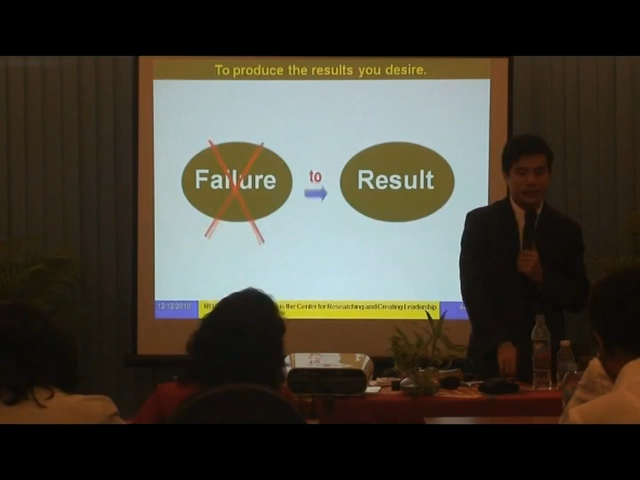 To produce the results you desire.
Failure
to
Result
12/12/2010
is the Center for Researching and Creating Leadership